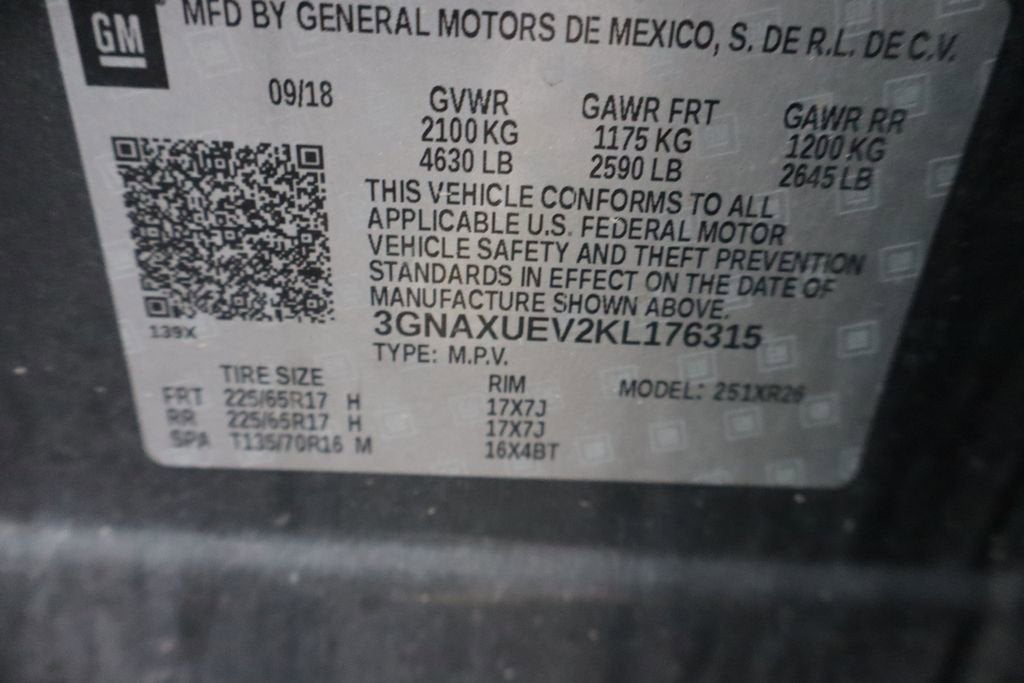 GM
MFD BY GENERAL MOTORS DE MEXICO, S. DE R.L. DE C.V.
09/18 GVWR GAWR FRT GAWR RR
2100 KG 1175 KG 1200 KG
4630 LB 2590 LB 2645 LB
THIS VEHICLE CONFORMS TO ALL
APPLICABLE U.S. FEDERAL MOTOR
VEHICLE SAFETY AND THEFT PREVENTION
STANDARDS IN EFFECT ON THE DATE OF
MANUFACTURE SHOWN ABOVE.
139X 3GNAXUEV2KL176315
TYPE: M.P.V.
TIRE SIZE RIM MODEL: 251XR26
FRT 225/65R17 H 17X7J
RR 225/65R17 H 17X7J
SPA T135/70R16 M 16X4BT